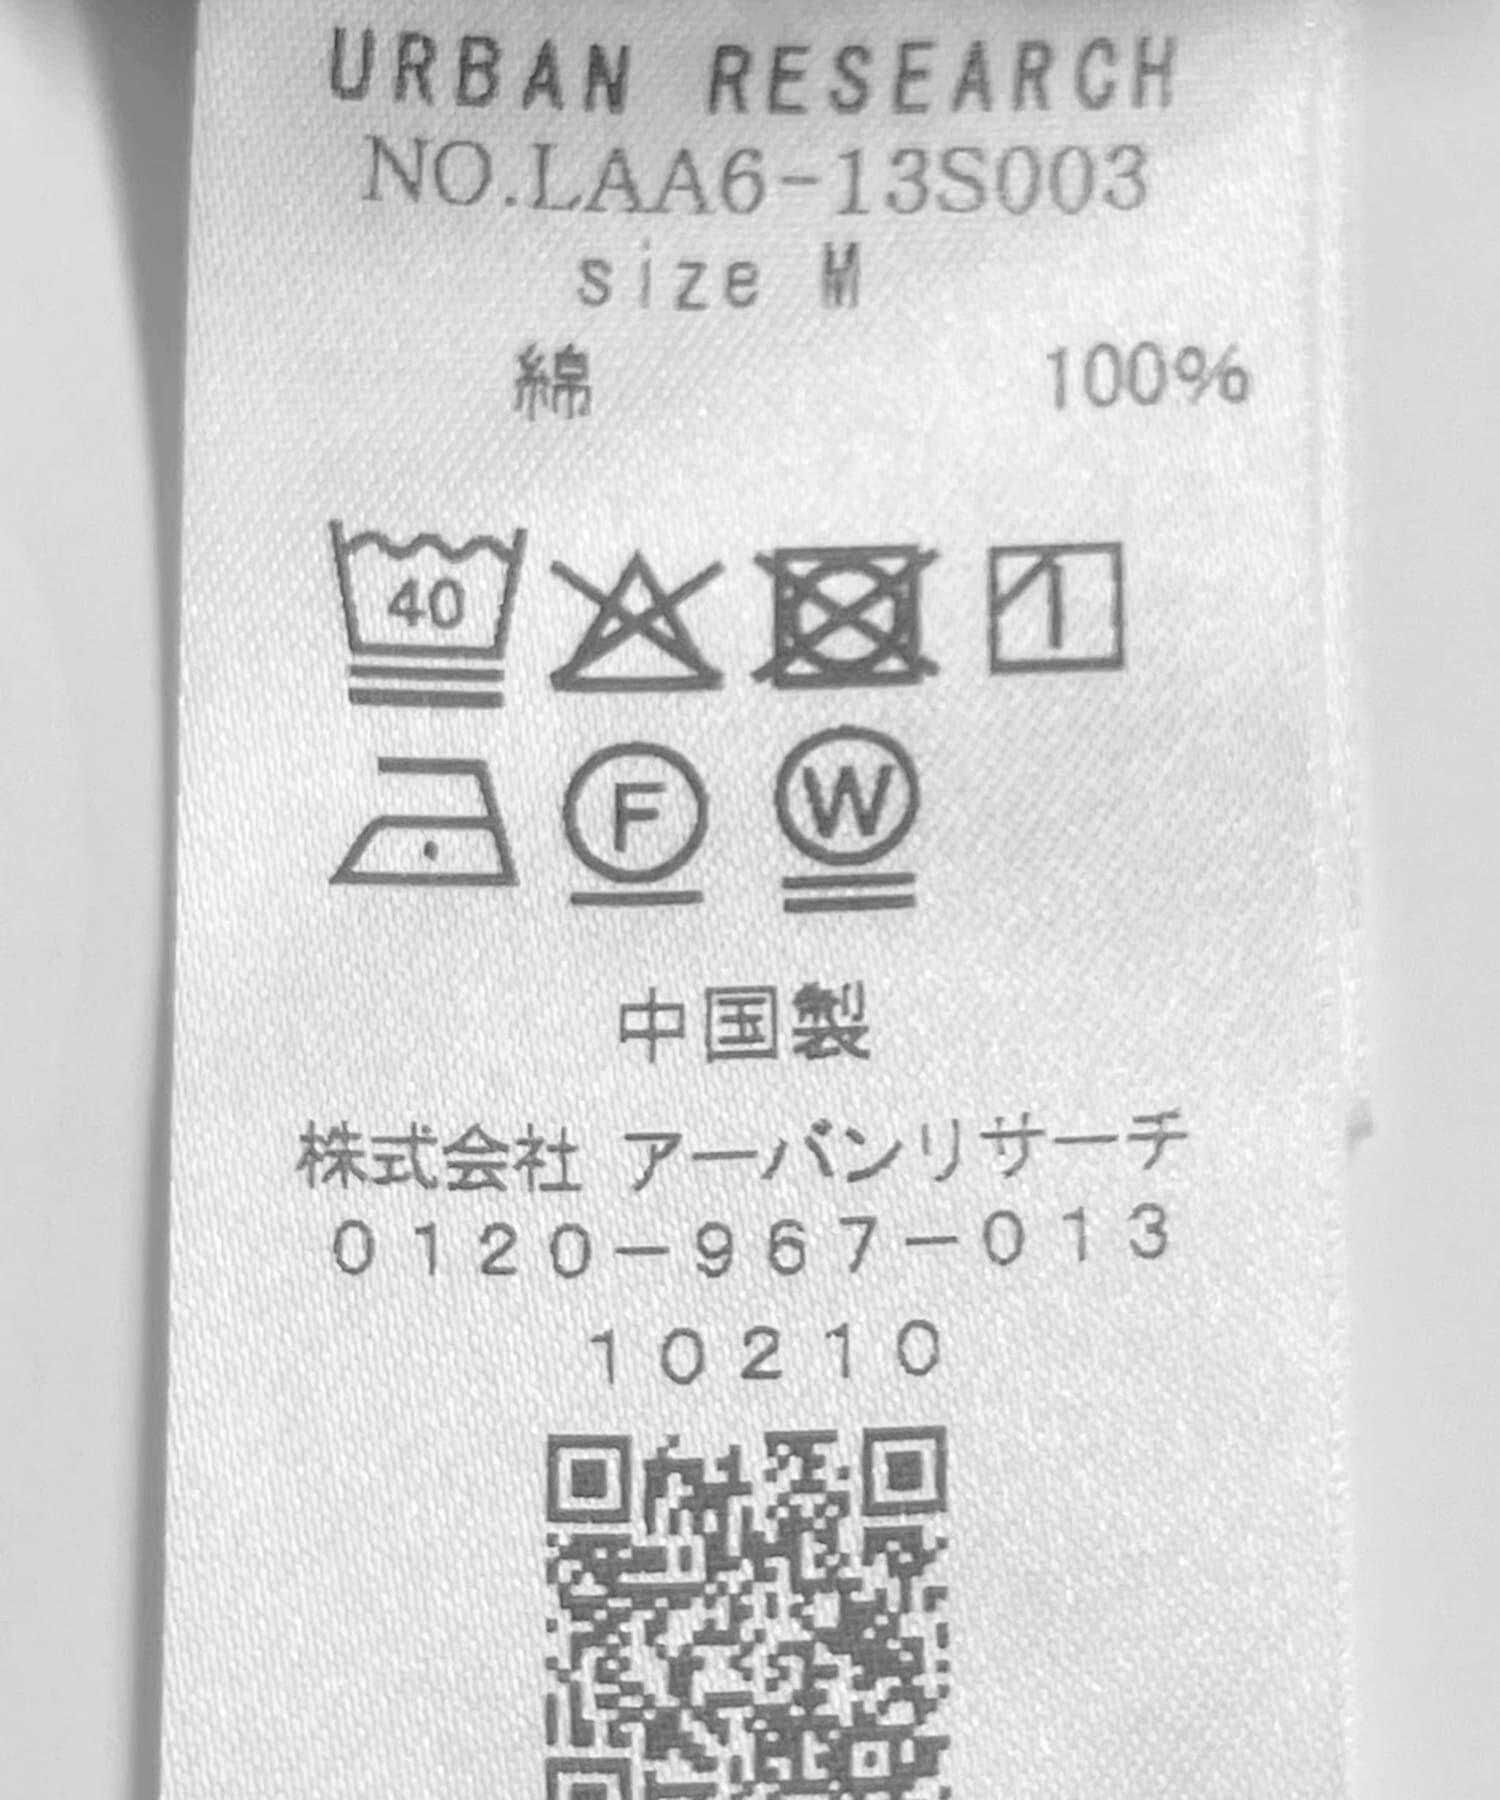 URBAN RESEARCH
NO.LAA6-13S003
size M
綿 100%
40
F W
中国製
株式会社 アーバンリサーチ
0120-967-013
10210